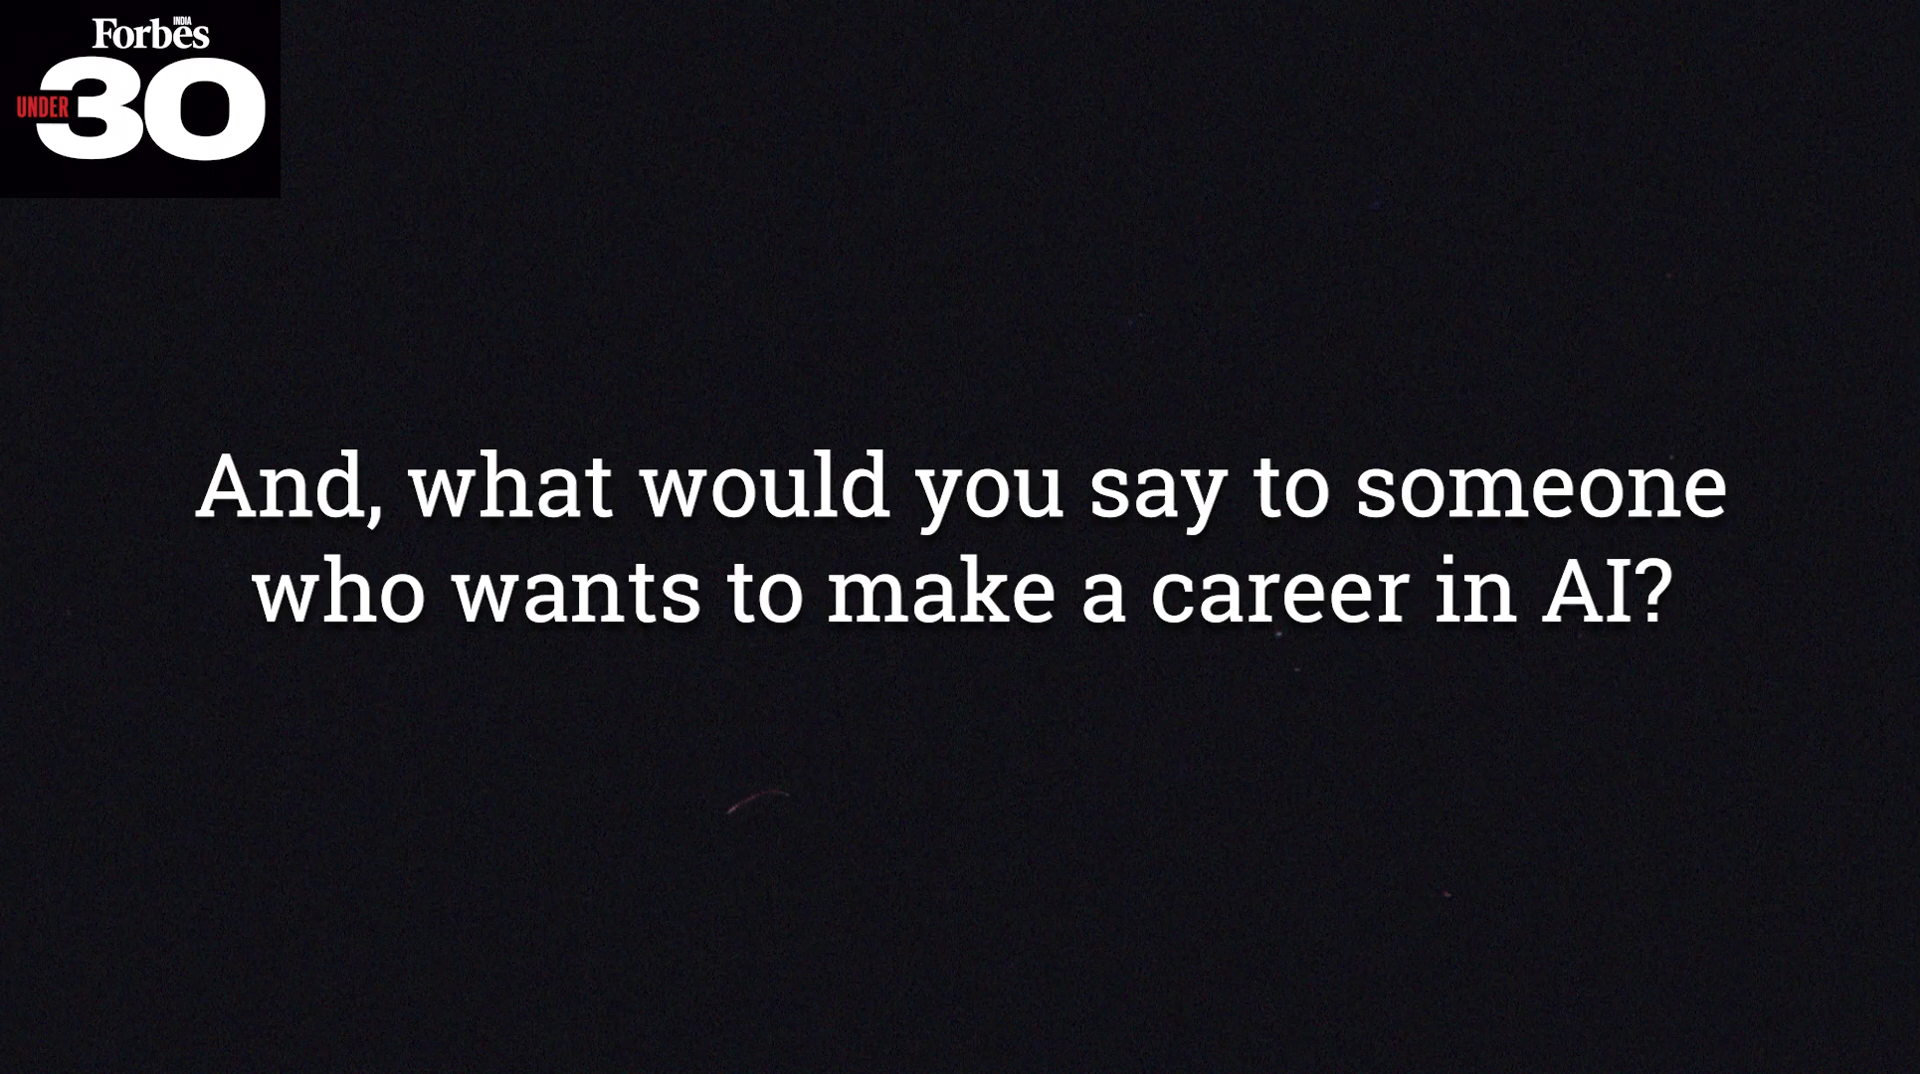 Forbes
INDIA
UNDER
30
And, what would you say to someone
who wants to make a career in AI?